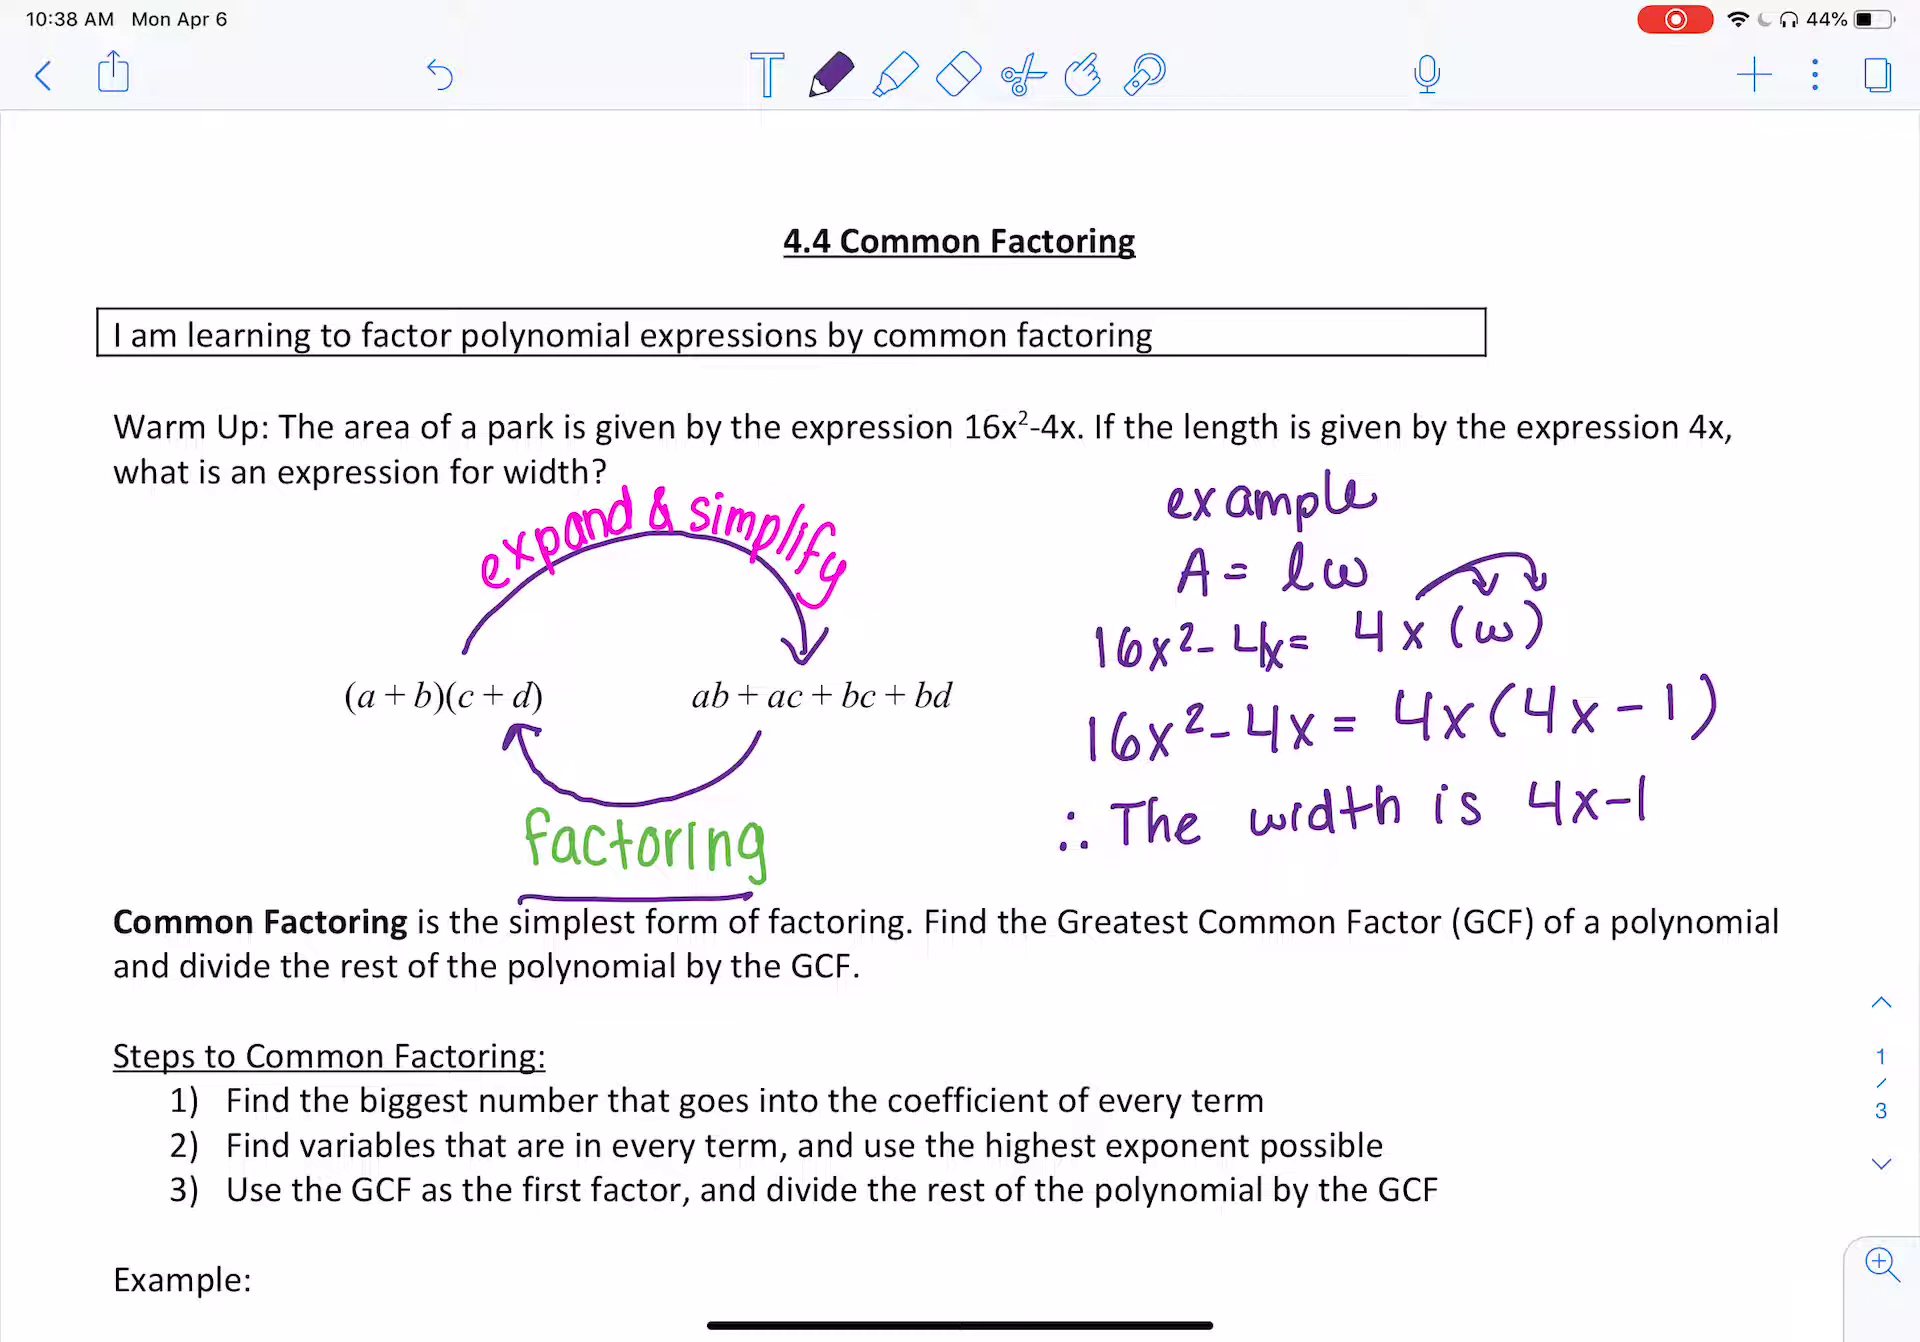 10:38 AM Mon Apr 6
44%
T
4.4 Common Factoring
I am learning to factor polynomial expressions by common factoring
Warm Up: The area of a park is given by the expression 16x²-4x. If the length is given by the expression 4x,
what is an expression for width?
expand & simplify
(a + b)(c + d)
ab + ac + bc + bd
factoring
example
A = lw
16x²- 4x = 4x (w)
16x²- 4x = 4x(4x - 1)
∴ The width is 4x-1
Common Factoring is the simplest form of factoring. Find the Greatest Common Factor (GCF) of a polynomial
and divide the rest of the polynomial by the GCF.
Steps to Common Factoring:
1) Find the biggest number that goes into the coefficient of every term
2) Find variables that are in every term, and use the highest exponent possible
3) Use the GCF as the first factor, and divide the rest of the polynomial by the GCF
Example:
1
/
3